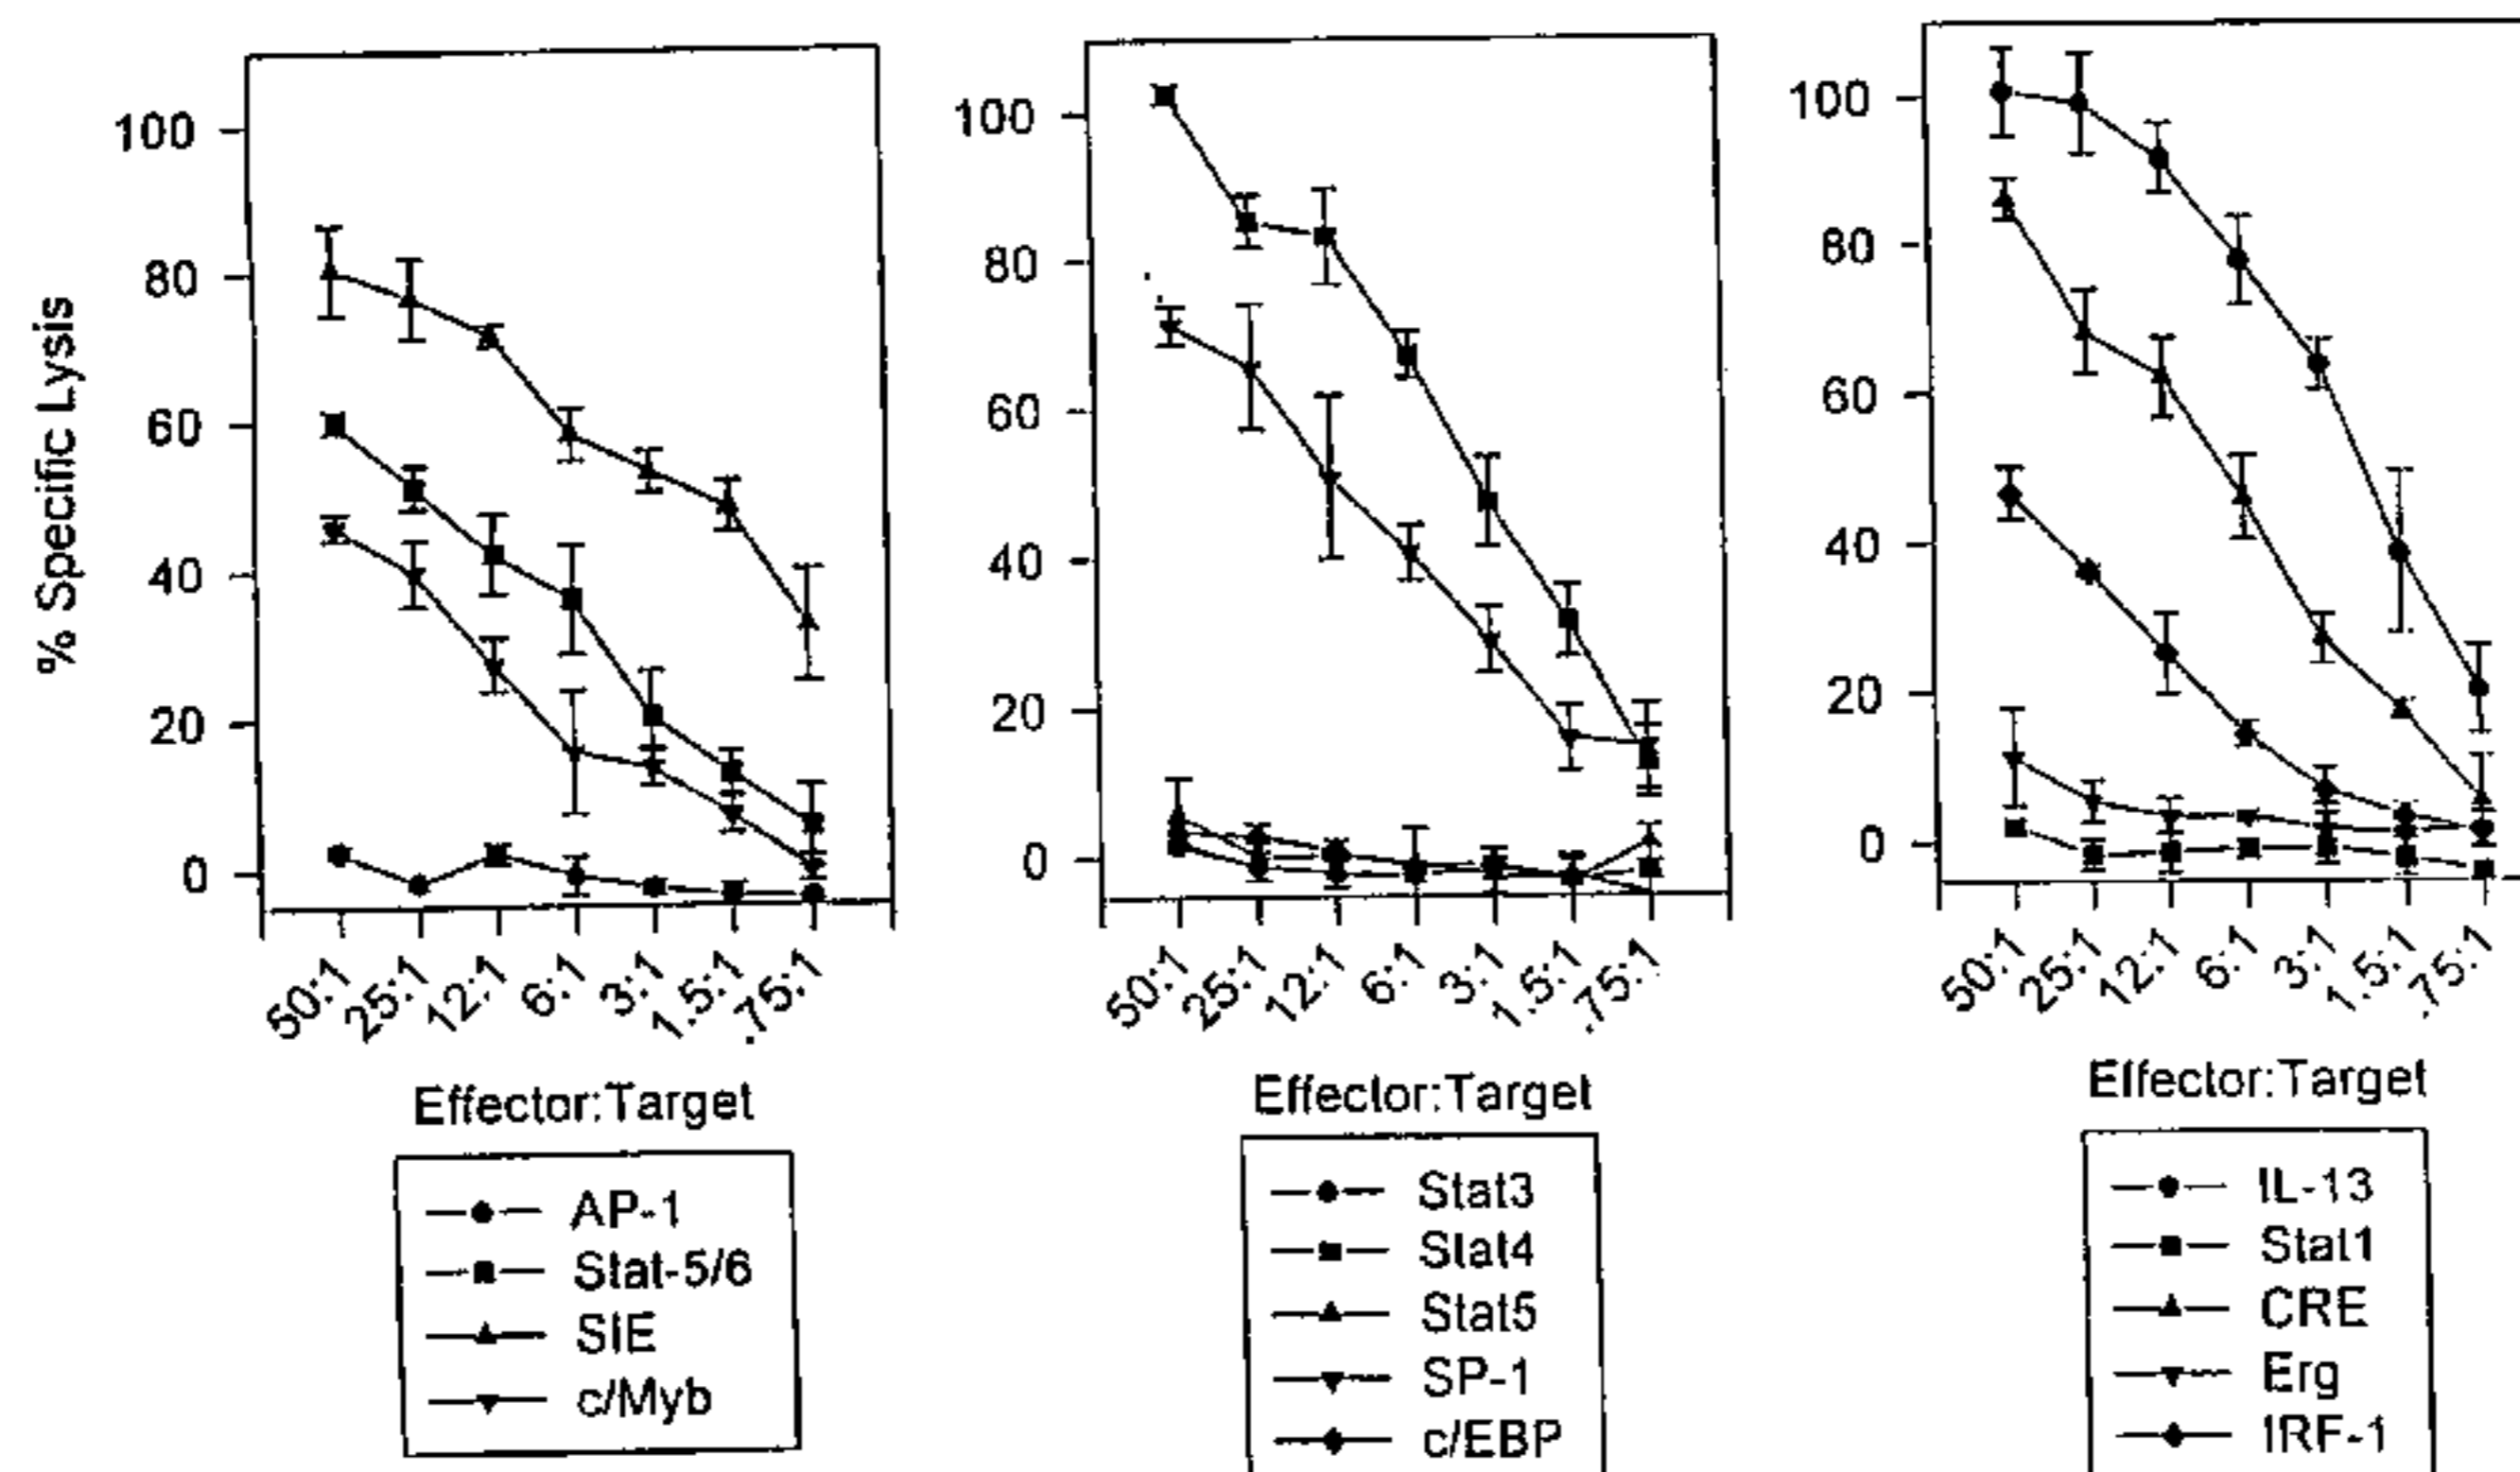 % Specific Lysis
100
80
60
40
20
0
50:1 25:1 12:1 6:1 3:1 1.5:1 .75:1
Effector:Target
AP-1
Stat-5/6
SIE
c/Myb
100
80
60
40
20
0
50:1 25:1 12:1 6:1 3:1 1.5:1 .75:1
Effector:Target
Stat3
Stat4
Stat5
SP-1
c/EBP
100
80
60
40
20
0
50:1 25:1 12:1 6:1 3:1 1.5:1 .75:1
Effector:Target
IL-13
Stat1
CRE
Erg
IRF-1